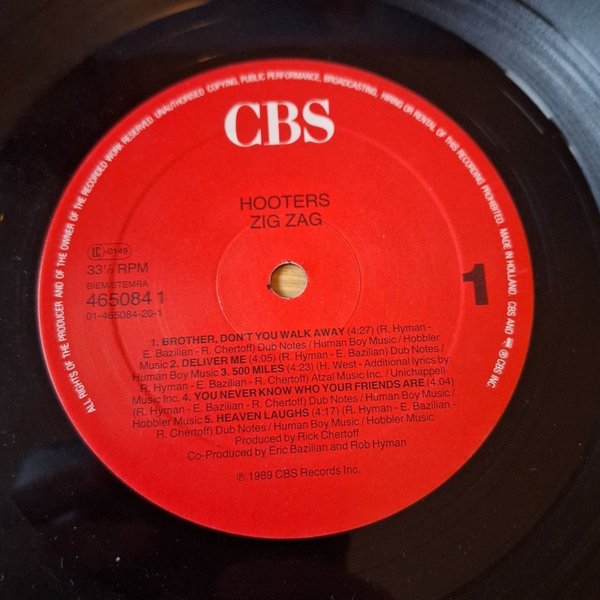 ALL RIGHTS OF THE PRODUCER AND OF THE OWNER OF THE RECORDED WORK RESERVED. UNAUTHORISED COPYING, PUBLIC PERFORMANCE, BROADCASTING, HIRING OR RENTAL OF THIS RECORDING PROHIBITED. MADE IN HOLLAND. CBS AND ℗ © CBS INC.
CBS
HOOTERS
ZIG ZAG
LC-0149
33⅓ RPM
BIEM/STEMRA
465084 1
01-465084-20-1
1
1. BROTHER, DON'T YOU WALK AWAY (4:27) (R. Hyman -
E. Bazilian - R. Chertoff) Dub Notes / Human Boy Music / Hobbler
Music 2. DELIVER ME (4:05) (R. Hyman - E. Bazilian) Dub Notes /
Human Boy Music 3. 500 MILES (4:23) (H. West - Additional lyrics by:
R. Hyman - E. Bazilian - R. Chertoff) Atzal Music Inc. / Unichappell
Music Inc. 4. YOU NEVER KNOW WHO YOUR FRIENDS ARE (4:04)
(R. Hyman - E. Bazilian - R. Chertoff) Dub Notes / Human Boy Music /
Hobbler Music 5. HEAVEN LAUGHS (4:17) (R. Hyman - E. Bazilian -
R. Chertoff) Dub Notes / Human Boy Music / Hobbler Music
Produced by Rick Chertoff
Co-Produced by Eric Bazilian and Rob Hyman
℗ 1989 CBS Records Inc.